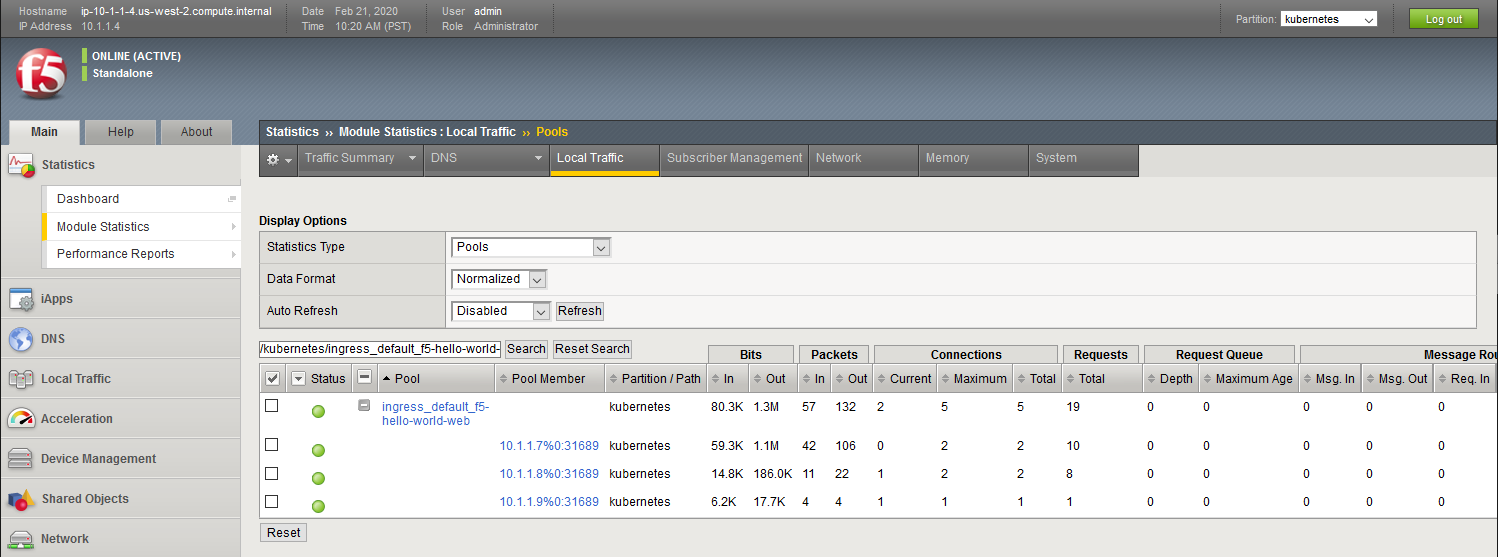 Hostname ip-10-1-1-4.us-west-2.compute.internal Date Feb 21, 2020 User admin
IP Address 10.1.1.4 Time 10:20 AM (PST) Role Administrator
Partition: kubernetes Log out
f5
ONLINE (ACTIVE)
Standalone
Main Help About
Statistics
Dashboard
Module Statistics
Performance Reports
iApps
DNS
Local Traffic
Acceleration
Device Management
Shared Objects
Network
Statistics ›› Module Statistics : Local Traffic ›› Pools
Traffic Summary DNS Local Traffic Subscriber Management Network Memory System
Display Options
Statistics Type Pools
Data Format Normalized
Auto Refresh Disabled Refresh
/kubernetes/ingress_default_f5-hello-world- Search Reset Search
Bits Packets Connections Requests Request Queue Message Rou
Status Pool Pool Member Partition / Path In Out In Out Current Maximum Total Total Depth Maximum Age Msg. In Msg. Out Req. In
ingress_default_f5- kubernetes 80.3K 1.3M 57 132 2 5 5 19 0 0 0 0 0
hello-world-web
10.1.1.7%0:31689 kubernetes 59.3K 1.1M 42 106 0 2 2 10 0 0 0 0 0
10.1.1.8%0:31689 kubernetes 14.8K 186.0K 11 22 1 2 2 8 0 0 0 0 0
10.1.1.9%0:31689 kubernetes 6.2K 17.7K 4 4 1 1 1 1 0 0 0 0 0
Reset